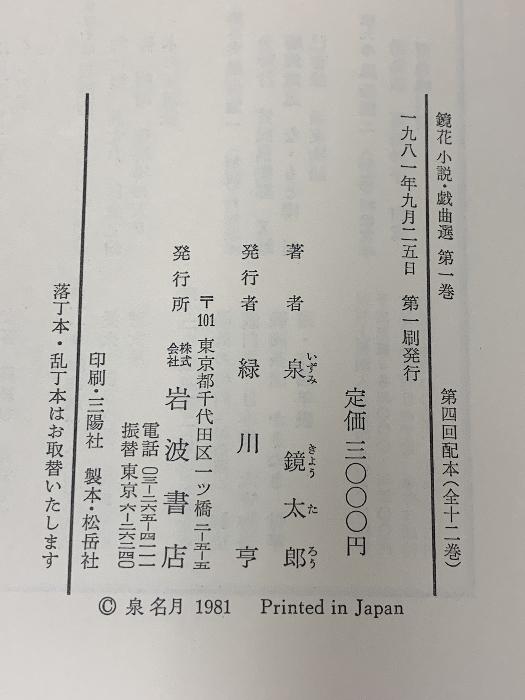 鏡花 小説・戯曲選 第一巻
第四回配本(全十二巻)
一九八一年九月二五日 第一刷発行
定価 三〇〇〇円
著者 泉 鏡太郎
いずみ きょう た ろう
発行者 緑川 亨
〒101 東京都千代田区一ツ橋二-五-五
発行所 株式会社 岩波書店
電話 〇三-二六五-四一一一
振替 東京 六-二六二四〇
印刷・三陽社 製本・松岳社
落丁本・乱丁本はお取替いたします
© 泉 名月 1981 Printed in Japan